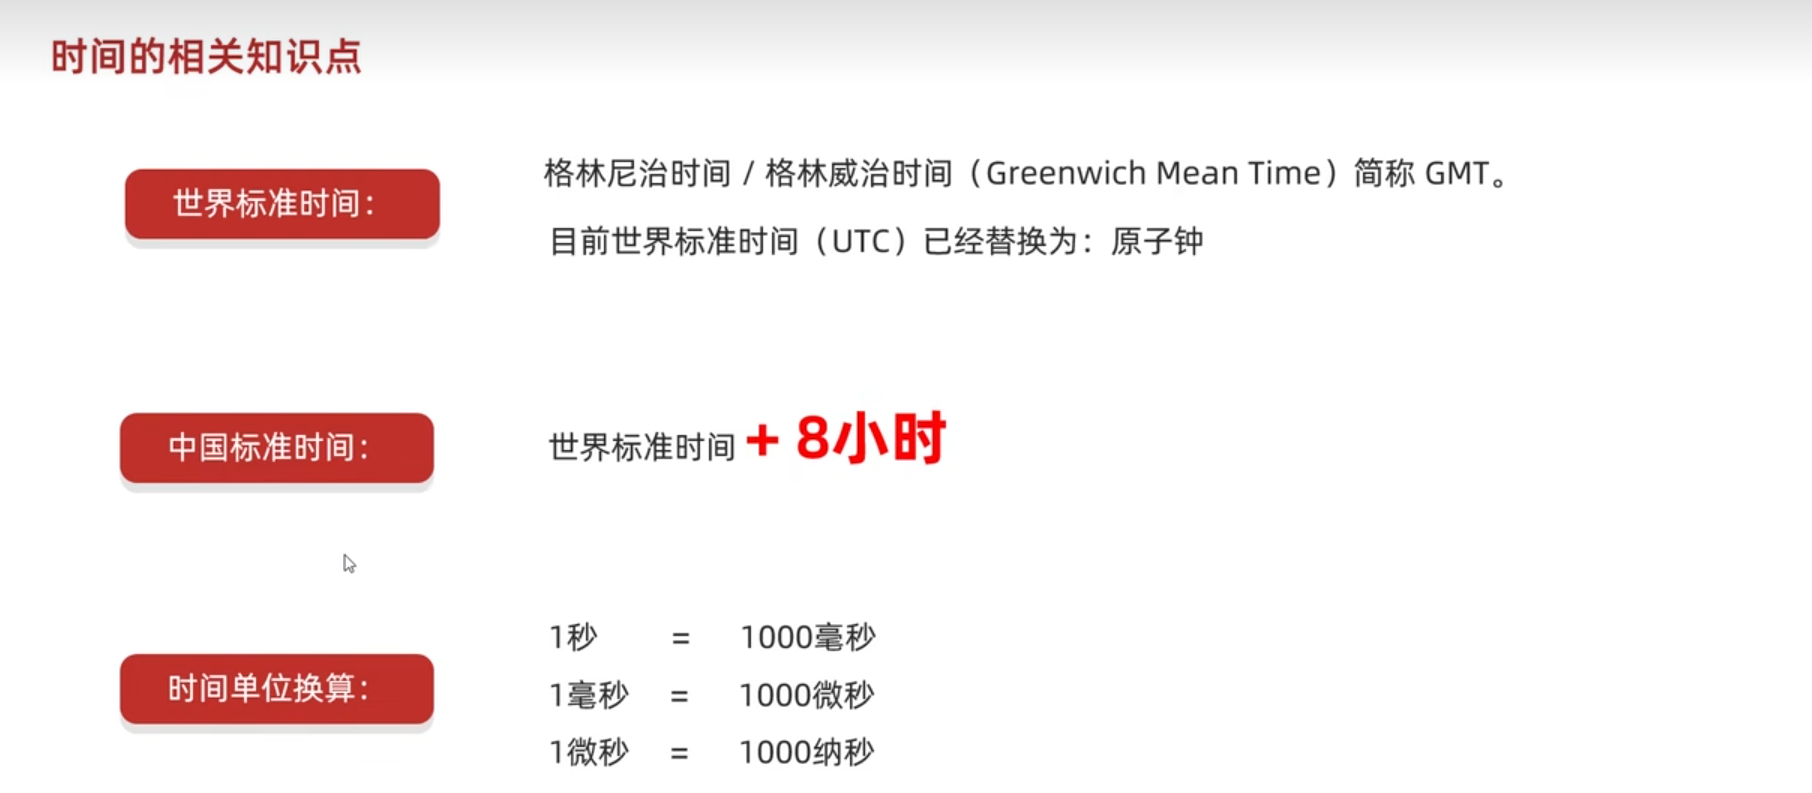 时间的相关知识点
世界标准时间：
格林尼治时间 / 格林威治时间（Greenwich Mean Time）简称 GMT。
目前世界标准时间（UTC）已经替换为：原子钟
中国标准时间：
世界标准时间 + 8小时
时间单位换算：
1秒 = 1000毫秒
1毫秒 = 1000微秒
1微秒 = 1000纳秒